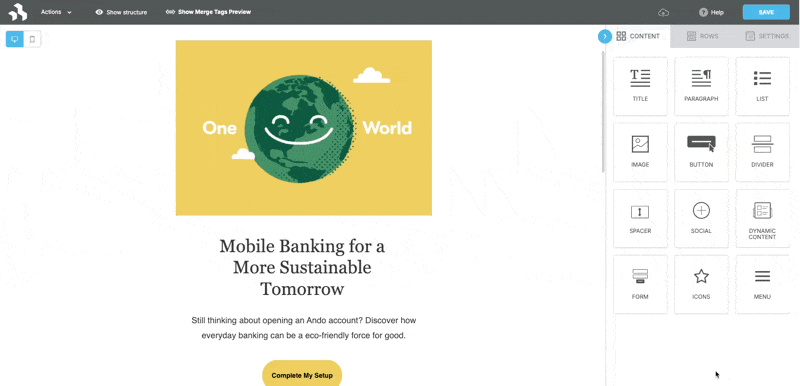 Actions
Show structure
Show Merge Tags Preview
? Help
SAVE
CONTENT
ROWS
SETTINGS
One World
Mobile Banking for a
More Sustainable
Tomorrow
Still thinking about opening an Ando account? Discover how
everyday banking can be a eco-friendly force for good.
Complete My Setup
T
TITLE
PARAGRAPH
LIST
IMAGE
BUTTON
DIVIDER
SPACER
SOCIAL
DYNAMIC
CONTENT
FORM
ICONS
MENU